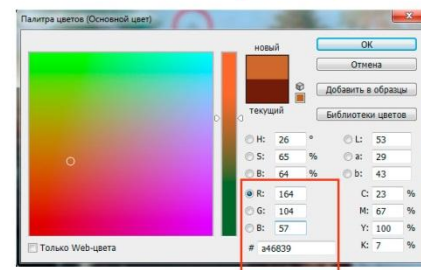 Палитра цветов (Основной цвет)
новый
текущий
ОК
Отмена
Добавить в образцы
Библиотеки цветов
H: 26 °
S: 65 %
B: 64 %
R: 164
G: 104
B: 57
# a46839
L: 53
a: 29
b: 43
C: 23 %
M: 67 %
Y: 100 %
K: 7 %
Только Web-цвета